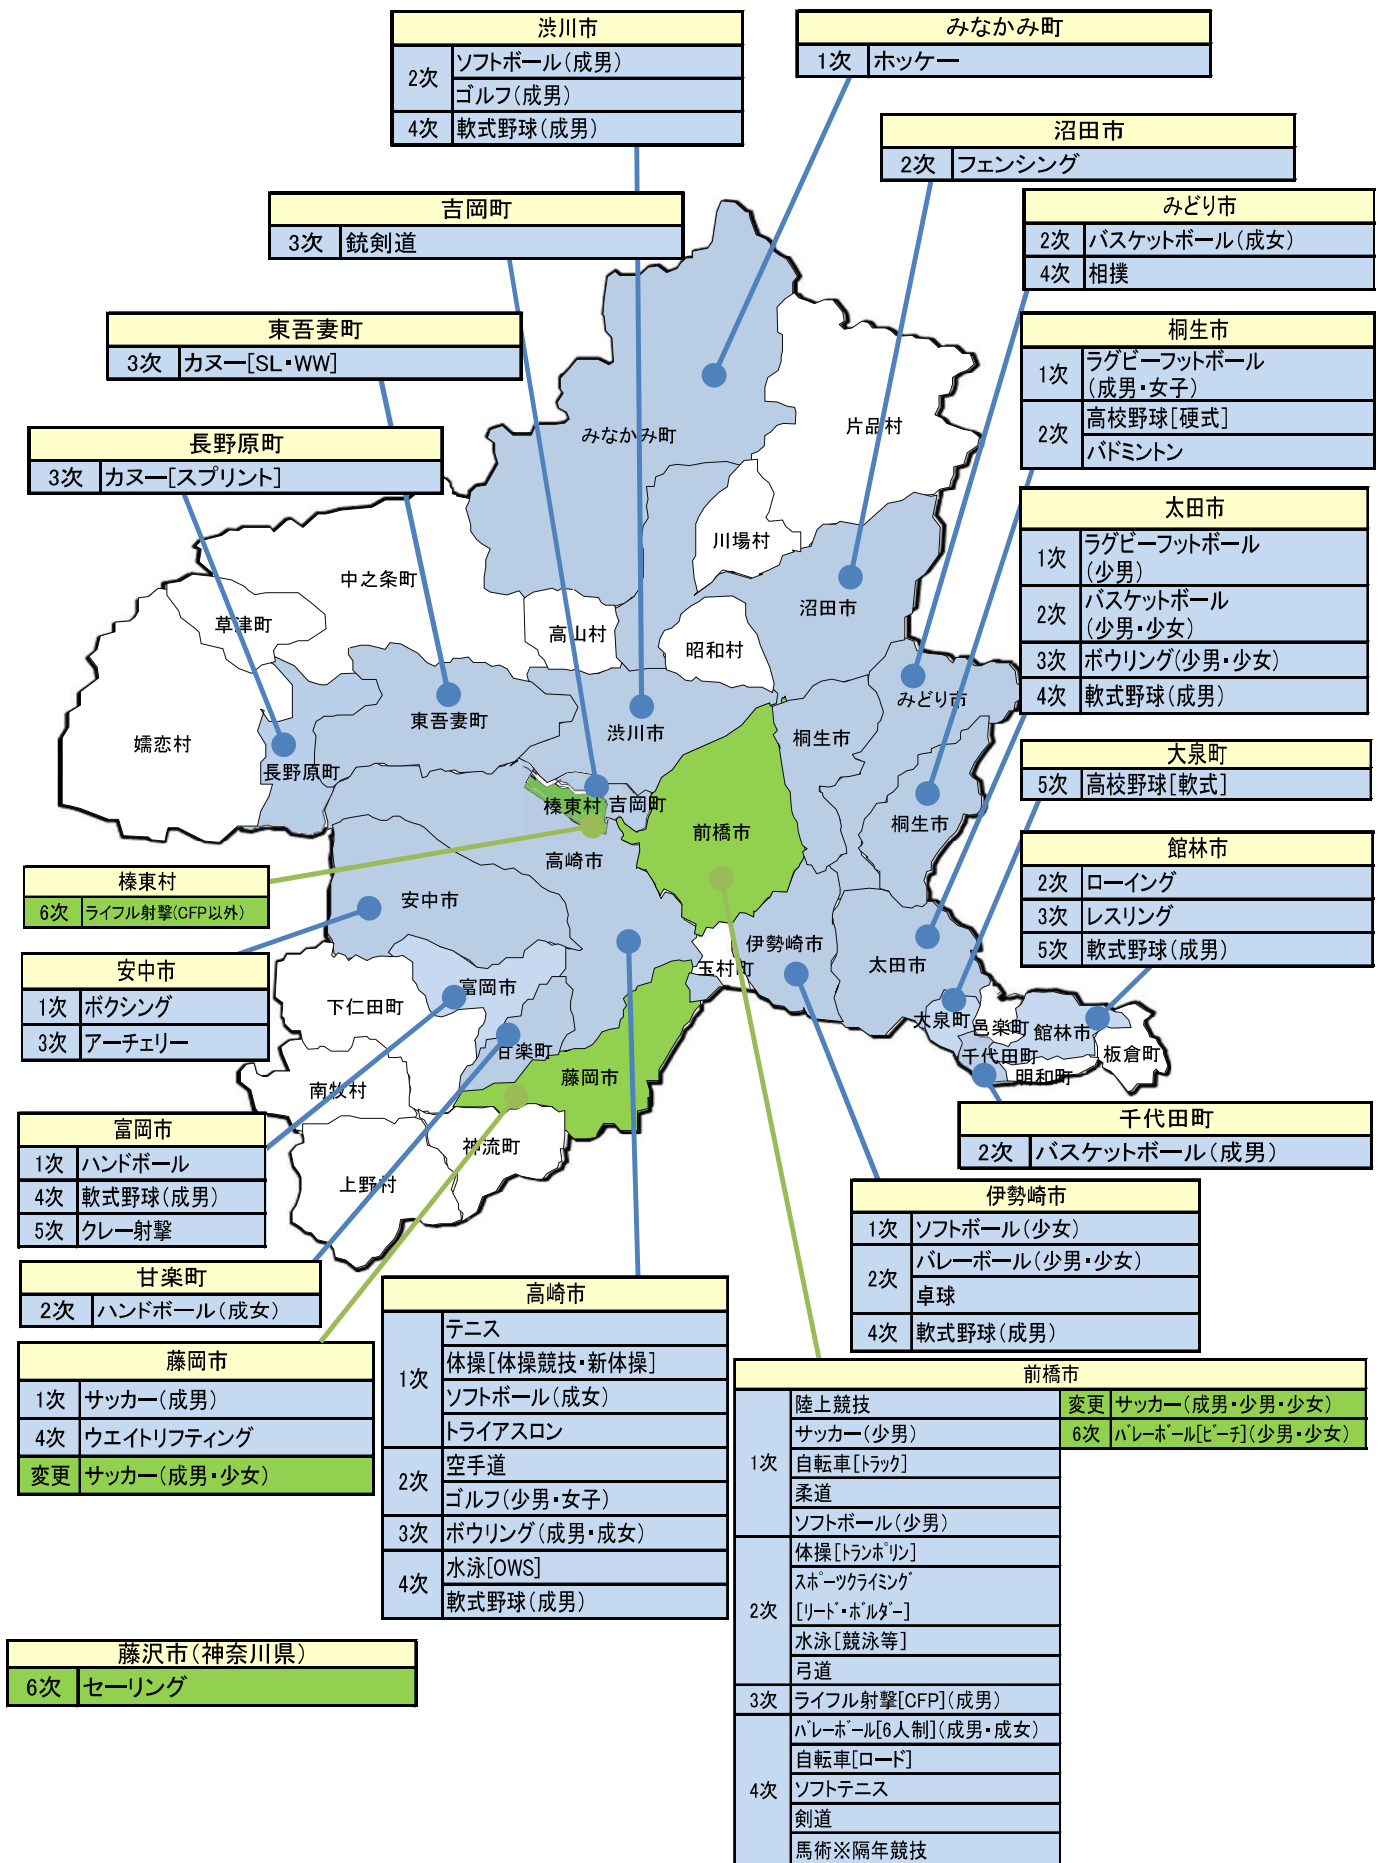 渋川市
2次
ソフトボール(成男)
ゴルフ(成男)
4次
軟式野球(成男)
みなかみ町
1次
ホッケー
沼田市
2次
フェンシング
吉岡町
3次
銃剣道
みどり市
2次
バスケットボール(成女)
4次
相撲
東吾妻町
3次
カヌー[SL・WW]
桐生市
1次
ラグビーフットボール
(成男・女子)
2次
高校野球[硬式]
バドミントン
長野原町
3次
カヌー[スプリント]
太田市
1次
ラグビーフットボール
(少男)
2次
バスケットボール
(少男・少女)
3次
ボウリング(少男・少女)
4次
軟式野球(成男)
大泉町
5次
高校野球[軟式]
館林市
2次
ローイング
3次
レスリング
5次
軟式野球(成男)
みなかみ町
片品村
川場村
中之条町
沼田市
草津町
高山村
昭和村
みどり市
東吾妻町
渋川市
桐生市
嬬恋村
長野原町
榛東村
吉岡町
前橋市
桐生市
高崎市
安中市
伊勢崎市
太田市
玉村町
富岡市
下仁田町
大泉町
邑楽町
館林市
甘楽町
千代田町
板倉町
藤岡市
明和町
南牧村
神流町
上野村
榛東村
6次
ライフル射撃(CFP以外)
安中市
1次
ボクシング
3次
アーチェリー
千代田町
2次
バスケットボール(成男)
富岡市
1次
ハンドボール
4次
軟式野球(成男)
5次
クレー射撃
伊勢崎市
1次
ソフトボール(少女)
2次
バレーボール(少男・少女)
卓球
4次
軟式野球(成男)
甘楽町
2次
ハンドボール(成女)
高崎市
1次
テニス
体操[体操競技・新体操]
ソフトボール(成女)
トライアスロン
2次
空手道
ゴルフ(少男・女子)
3次
ボウリング(成男・成女)
4次
水泳[OWS]
軟式野球(成男)
藤岡市
1次
サッカー(成男)
4次
ウエイトリフティング
変更
サッカー(成男・少女)
前橋市
1次
陸上競技
サッカー(少男)
自転車[トラック]
柔道
ソフトボール(少男)
2次
体操[トランポリン]
スポーツクライミング
[リード・ボルダー]
水泳[競泳等]
弓道
3次
ライフル射撃[CFP](成男)
4次
バレーボール[6人制](成男・成女)
自転車[ロード]
ソフトテニス
剣道
馬術※隔年競技
変更
サッカー(成男・少男・少女)
6次
バレーボール[ビーチ](少男・少女)
藤沢市(神奈川県)
6次
セーリング